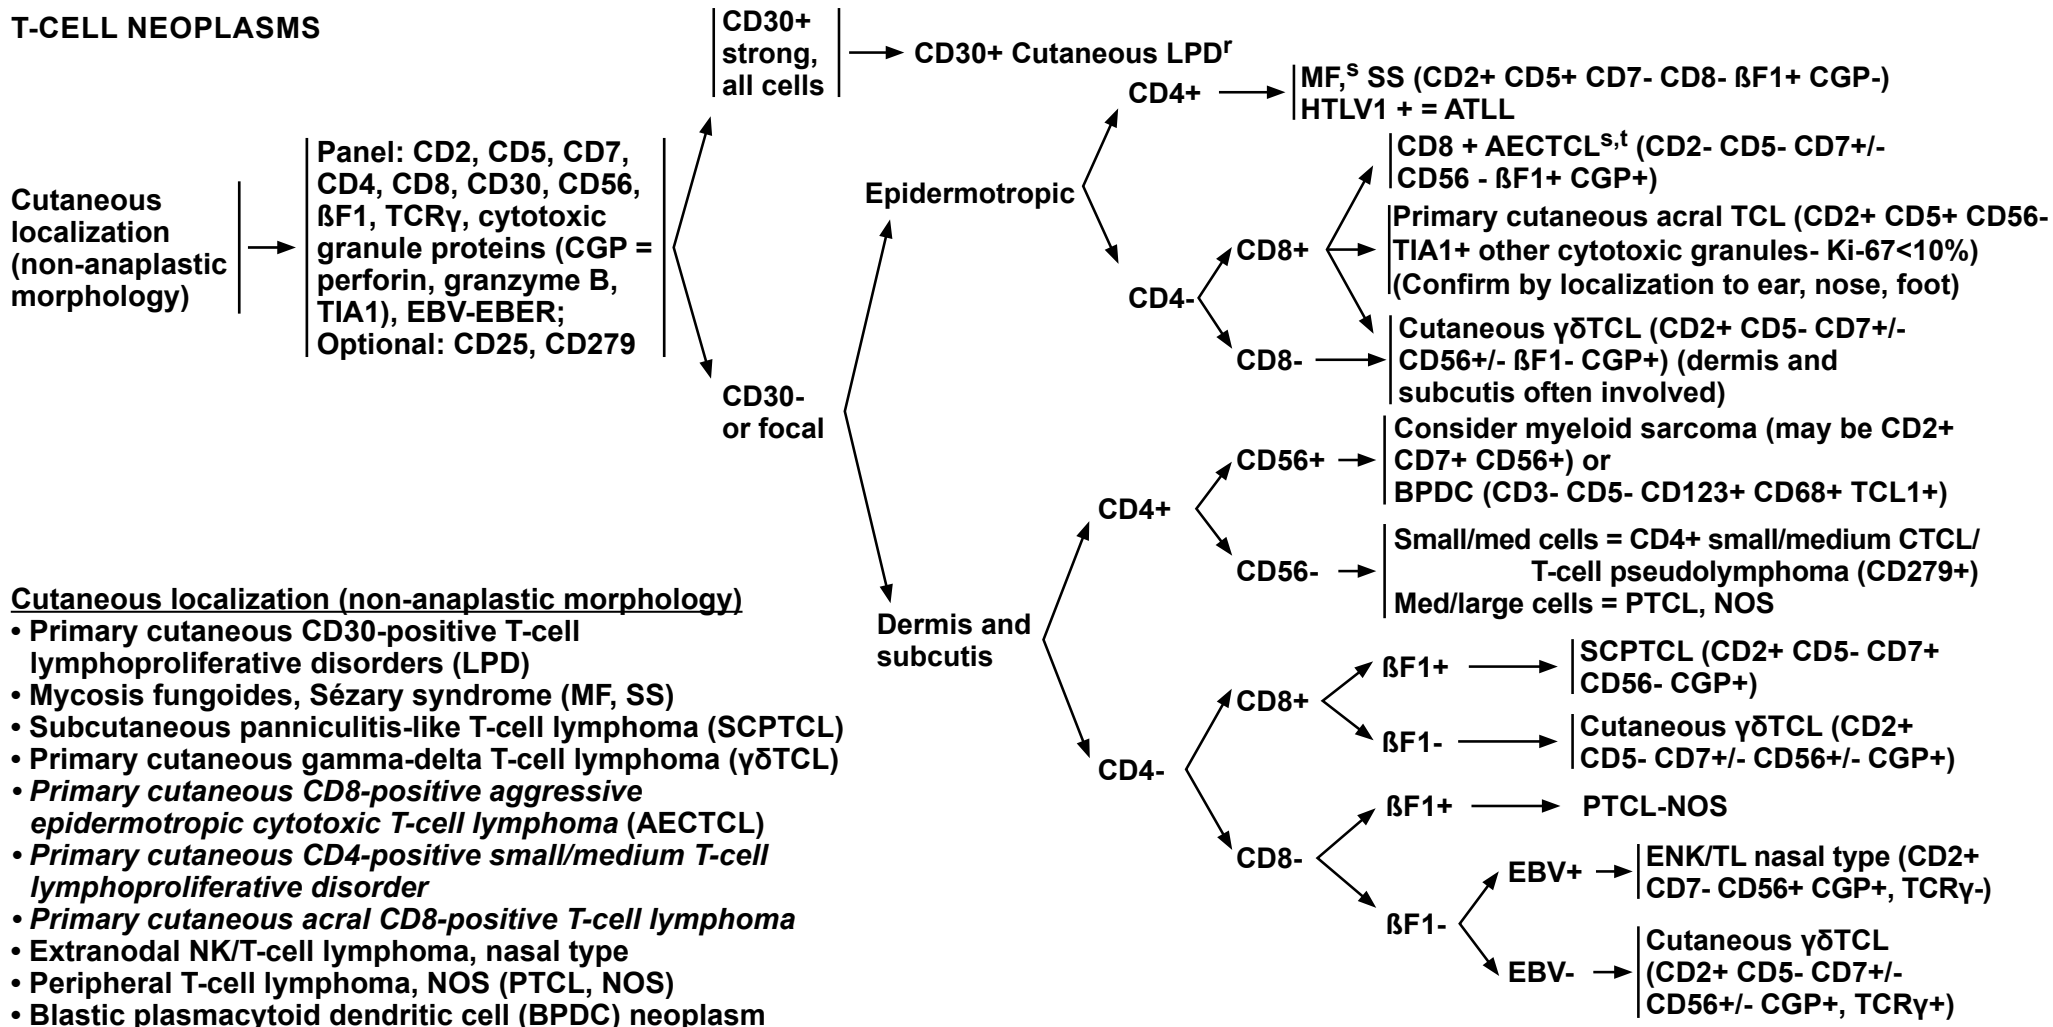 T-CELL NEOPLASMS
Cutaneous
localization
(non-anaplastic
morphology)
Panel: CD2, CD5, CD7,
CD4, CD8, CD30, CD56,
ßF1, TCRγ, cytotoxic
granule proteins (CGP =
perforin, granzyme B,
TIA1), EBV-EBER;
Optional: CD25, CD279
CD30+
strong,
all cells
CD30+ Cutaneous LPDʳ
CD30-
or focal
Epidermotropic
CD4+
MF,ˢ SS (CD2+ CD5+ CD7- CD8- ßF1+ CGP-)
HTLV1 + = ATLL
CD4-
CD8+
CD8 + AECTCLˢ,ᵗ (CD2- CD5- CD7+/-
CD56 - ßF1+ CGP+)
Primary cutaneous acral TCL (CD2+ CD5+ CD56-
TIA1+ other cytotoxic granules- Ki-67<10%)
(Confirm by localization to ear, nose, foot)
CD8-
Cutaneous γδTCL (CD2+ CD5- CD7+/-
CD56+/- ßF1- CGP+) (dermis and
subcutis often involved)
Dermis and
subcutis
CD4+
CD56+
Consider myeloid sarcoma (may be CD2+
CD7+ CD56+) or
BPDC (CD3- CD5- CD123+ CD68+ TCL1+)
CD56-
Small/med cells = CD4+ small/medium CTCL/
T-cell pseudolymphoma (CD279+)
Med/large cells = PTCL, NOS
CD4-
CD8+
ßF1+
SCPTCL (CD2+ CD5- CD7+
CD56- CGP+)
ßF1-
Cutaneous γδTCL (CD2+
CD5- CD7+/- CD56+/- CGP+)
CD8-
ßF1+
PTCL-NOS
ßF1-
EBV+
ENK/TL nasal type (CD2+
CD7- CD56+ CGP+, TCRγ-)
EBV-
Cutaneous γδTCL
(CD2+ CD5- CD7+/-
CD56+/- CGP+, TCRγ+)
Cutaneous localization (non-anaplastic morphology)
• Primary cutaneous CD30-positive T-cell
lymphoproliferative disorders (LPD)
• Mycosis fungoides, Sézary syndrome (MF, SS)
• Subcutaneous panniculitis-like T-cell lymphoma (SCPTCL)
• Primary cutaneous gamma-delta T-cell lymphoma (γδTCL)
• Primary cutaneous CD8-positive aggressive
epidermotropic cytotoxic T-cell lymphoma (AECTCL)
• Primary cutaneous CD4-positive small/medium T-cell
lymphoproliferative disorder
• Primary cutaneous acral CD8-positive T-cell lymphoma
• Extranodal NK/T-cell lymphoma, nasal type
• Peripheral T-cell lymphoma, NOS (PTCL, NOS)
• Blastic plasmacytoid dendritic cell (BPDC) neoplasm